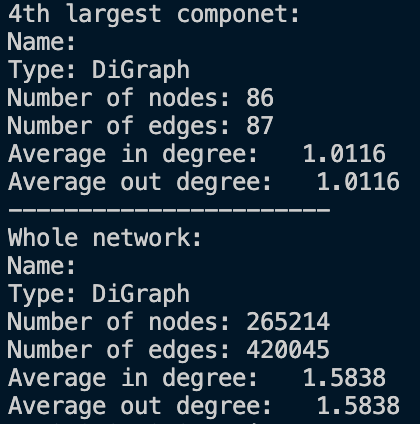 4th largest componet:
Name:
Type: DiGraph
Number of nodes: 86
Number of edges: 87
Average in degree:   1.0116
Average out degree:   1.0116
-----------------------
Whole network:
Name:
Type: DiGraph
Number of nodes: 265214
Number of edges: 420045
Average in degree:   1.5838
Average out degree:   1.5838